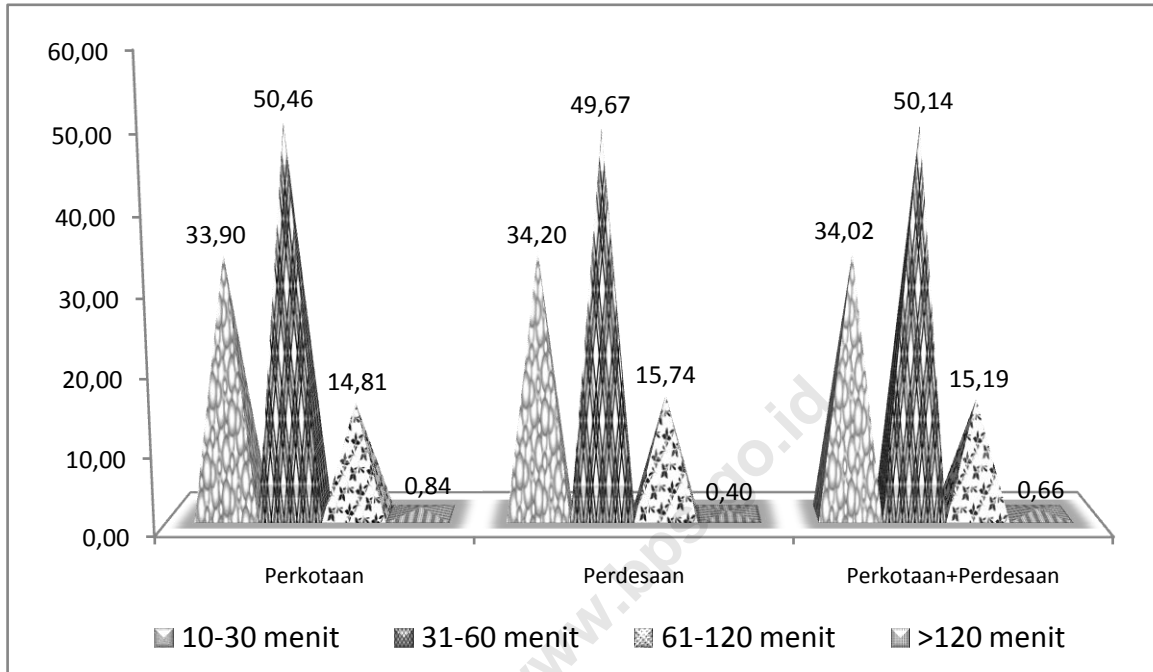 60,00
50,00
40,00
30,00
20,00
10,00
0,00
33,90
50,46
14,81
0,84
34,20
49,67
15,74
0,40
34,02
50,14
15,19
0,66
Perkotaan
Perdesaan
Perkotaan+Perdesaan
10-30 menit
31-60 menit
61-120 menit
>120 menit